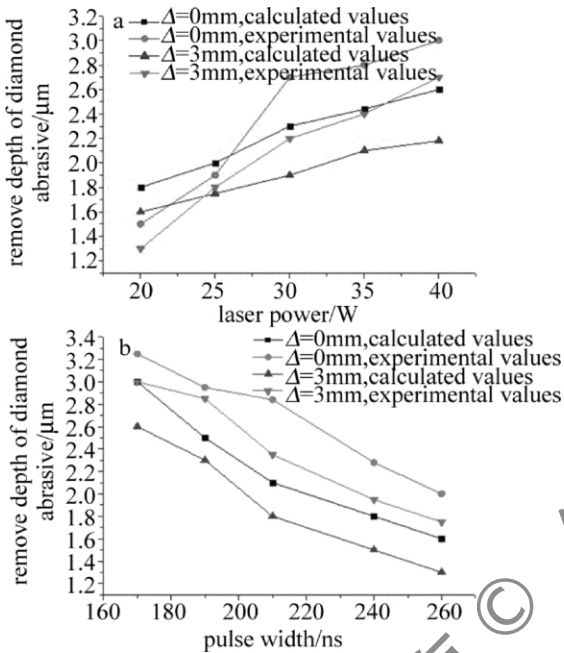 a
Δ=0mm,calculated values
Δ=0mm,experimental values
Δ=3mm,calculated values
Δ=3mm,experimental values
remove depth of diamond
abrasive/μm
3.2
3.0
2.8
2.6
2.4
2.2
2.0
1.8
1.6
1.4
1.2
20 25 30 35 40
laser power/W
b
Δ=0mm,calculated values
Δ=0mm,experimental values
Δ=3mm,calculated values
Δ=3mm,experimental values
remove depth of diamond
abrasive/μm
3.4
3.2
3.0
2.8
2.6
2.4
2.2
2.0
1.8
1.6
1.4
1.2
160 180 200 220 240 260
pulse width/ns
©